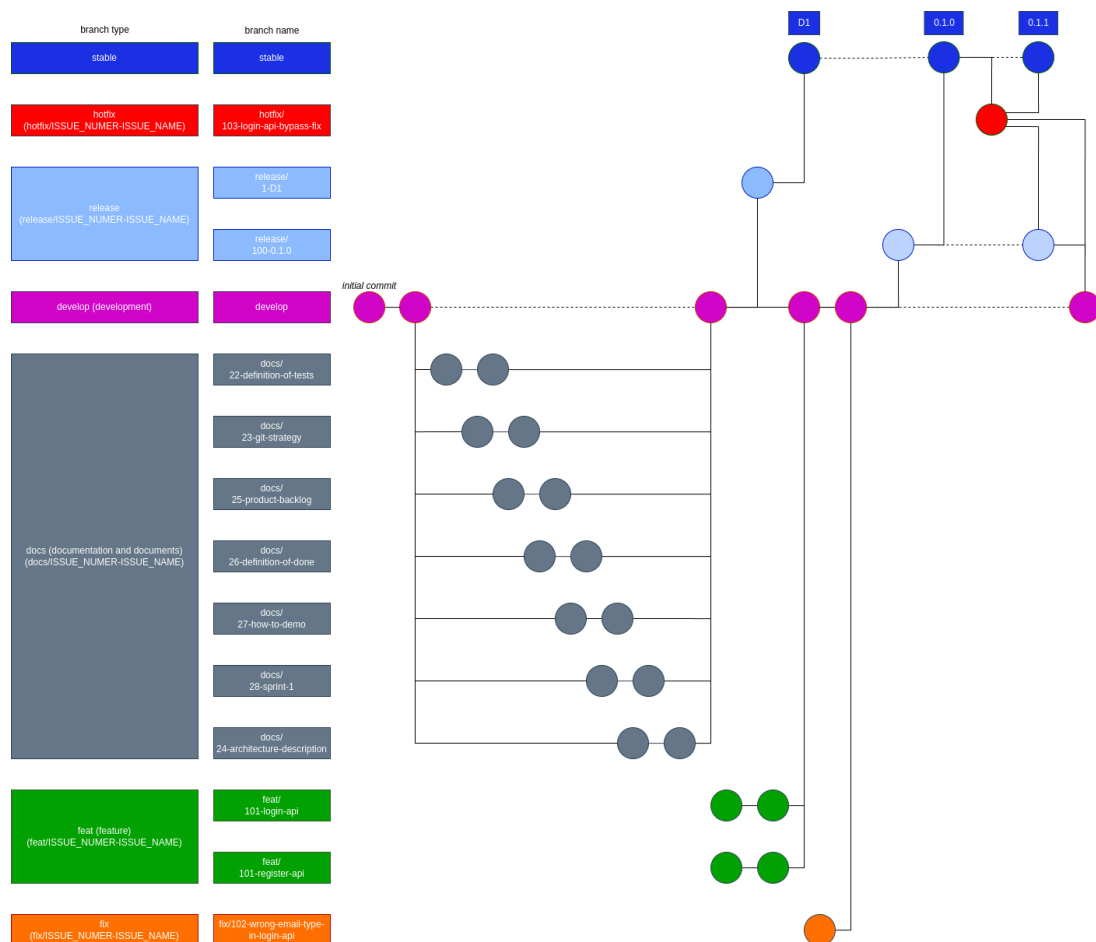 branch type
branch name
D1
0.1.0
0.1.1
stable
stable
hotfix
(hotfix/ISSUE_NUMER-ISSUE_NAME)
hotfix/
103-login-api-bypass-fix
release
(release/ISSUE_NUMER-ISSUE_NAME)
release/
1-D1
release/
100-0.1.0
initial commit
develop (development)
develop
docs (documentation and documents)
(docs/ISSUE_NUMER-ISSUE_NAME)
docs/
22-definition-of-tests
docs/
23-git-strategy
docs/
25-product-backlog
docs/
26-definition-of-done
docs/
27-how-to-demo
docs/
28-sprint-1
docs/
24-architecture-description
feat (feature)
(feat/ISSUE_NUMER-ISSUE_NAME)
feat/
101-login-api
feat/
101-register-api
fix
(fix/ISSUE_NUMER-ISSUE_NAME)
fix/102-wrong-email-type-
in-login-api